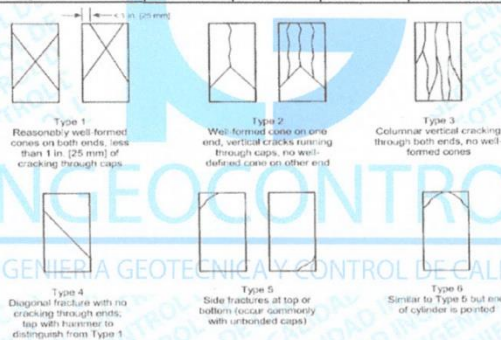 < 1 in. [25 mm]
Type 1
Reasonably well-formed
cones on both ends, less
than 1 in. [25 mm] of
cracking through caps
Type 2
Well-formed cone on one
end, vertical cracks running
through caps, no well-
defined cone on other end
Type 3
Columnar vertical cracking
through both ends, no well-
formed cones
NGEOCONTRO
GENIERIA GEOTECNICA Y CONTROL DE CALI
Type 4
Diagonal fracture with no
cracking through ends;
tap with hammer to
distinguish from Type 1
Type 5
Side fractures at top or
bottom (occur commonly
with unbonded caps)
Type 6
Similar to Type 5 but end
of cylinder is pointed